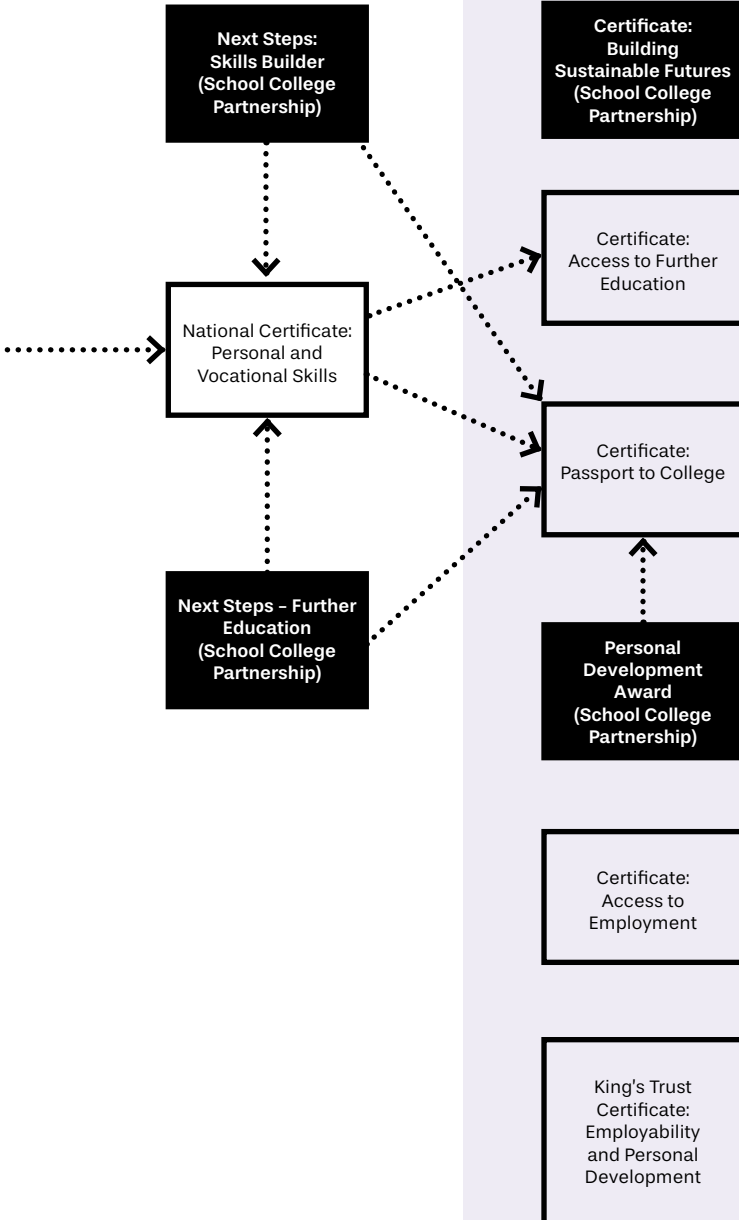 Next Steps:
Skills Builder
(School College
Partnership)
National Certificate:
Personal and
Vocational Skills
Next Steps – Further
Education
(School College
Partnership)
Certificate:
Building
Sustainable Futures
(School College
Partnership)
Certificate:
Access to Further
Education
Certificate:
Passport to College
Personal
Development
Award
(School College
Partnership)
Certificate:
Access to
Employment
King's Trust
Certificate:
Employability
and Personal
Development